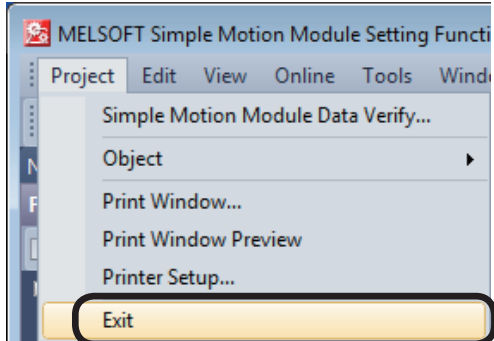 MELSOFT Simple Motion Module Setting Functi
Project Edit View Online Tools Windo
Simple Motion Module Data Verify...
Object
Print Window...
Print Window Preview
Printer Setup...
Exit